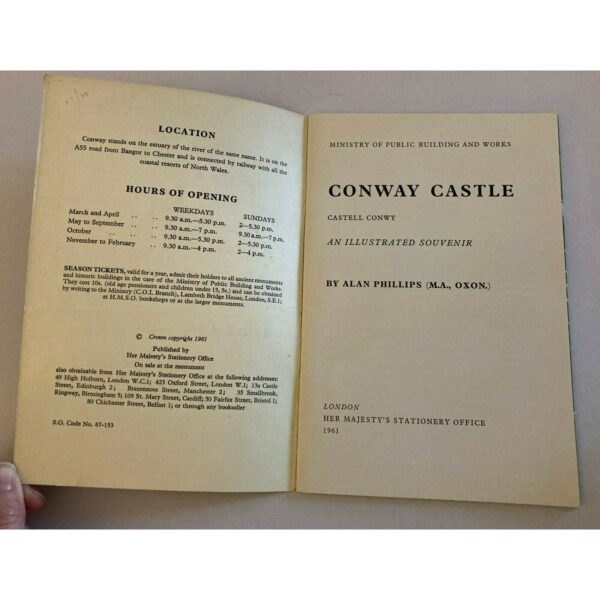 LOCATION
Conway stands on the estuary of the river of the same name. It is on the
A55 road from Bangor to Chester and is connected by railway with all the
coastal resorts of North Wales.
HOURS OF OPENING
WEEKDAYS SUNDAYS
March and April .. .. 9.30 a.m.—5.30 p.m. 2—5.30 p.m.
May to September .. .. 9.30 a.m.—7 p.m. 9.30 a.m.—7 p.m.
October .. .. .. 9.30 a.m.—5.30 p.m. 2—5.30 p.m.
November to February .. 9.30 a.m.—4 p.m. 2—4 p.m.
SEASON TICKETS, valid for a year, admit their holders to all ancient monuments
and historic buildings in the care of the Ministry of Public Building and Works.
They cost 10s. (old age pensioners and children under 15, 5s.) and can be obtained
by writing to the Ministry (C.O.I. Branch), Lambeth Bridge House, London, S.E.1;
at H.M.S.O. bookshops or at the larger monuments.
© Crown copyright 1961
Published by
Her Majesty's Stationery Office
On sale at the monument
also obtainable from Her Majesty's Stationery Office at the following addresses:
49 High Holborn, London W.C.1; 423 Oxford Street, London W.1; 13a Castle
Street, Edinburgh 2; Brazennose Street, Manchester 2; 35 Smallbrook,
Ringway, Birmingham 5; 109 St. Mary Street, Cardiff; 50 Fairfax Street, Bristol 1;
80 Chichester Street, Belfast 1; or through any bookseller
S.O. Code No. 67-153
MINISTRY OF PUBLIC BUILDING AND WORKS
CONWAY CASTLE
CASTELL CONWY
AN ILLUSTRATED SOUVENIR
BY ALAN PHILLIPS (M.A., OXON.)
LONDON
HER MAJESTY'S STATIONERY OFFICE
1961